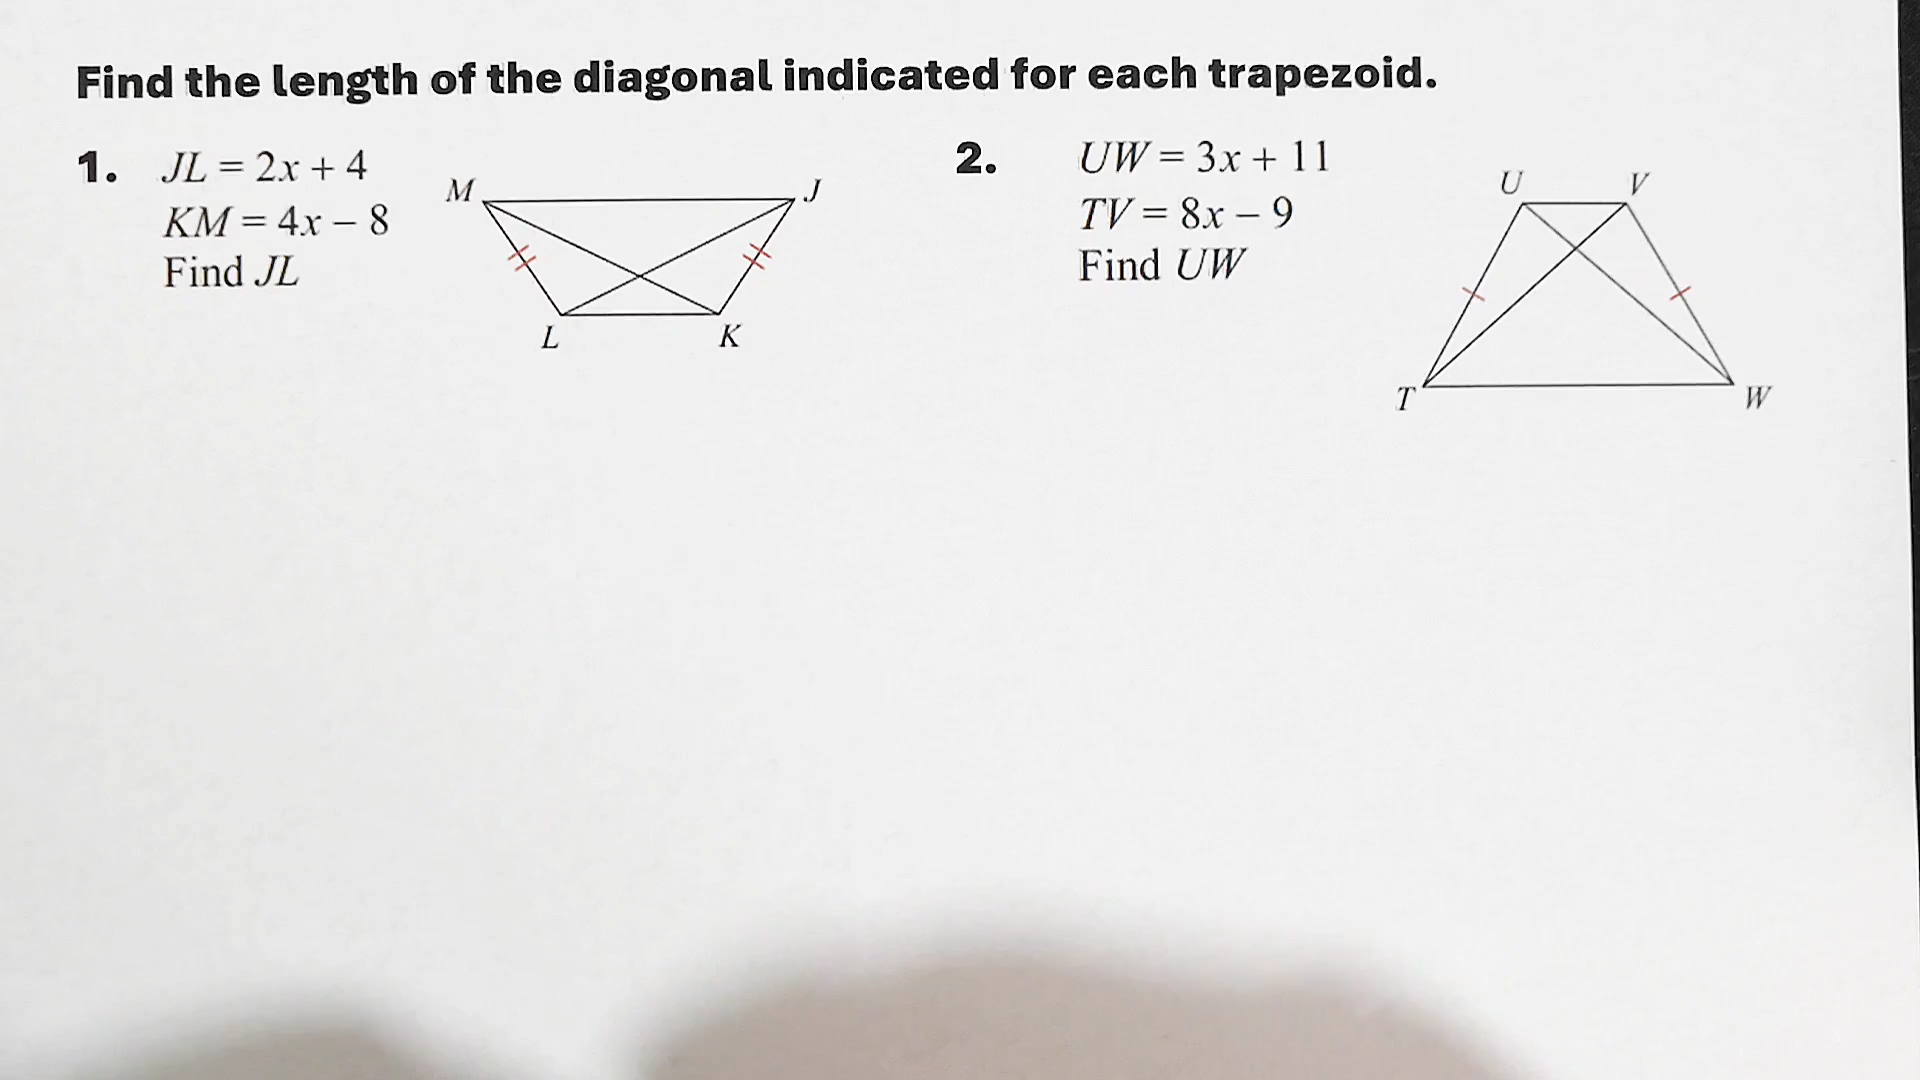 Find the length of the diagonal indicated for each trapezoid.
1. JL = 2x + 4
KM = 4x – 8
Find JL
M
J
L
K
2. UW = 3x + 11
TV = 8x – 9
Find UW
U
V
T
W